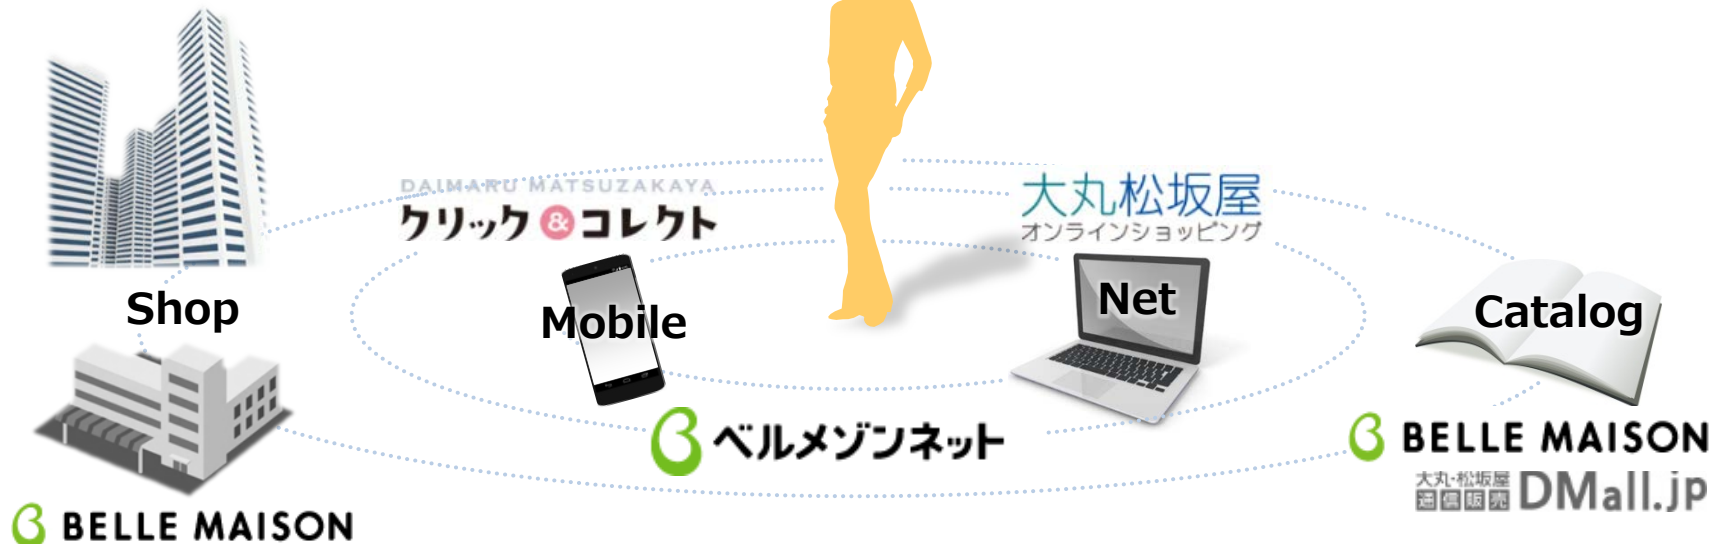 DAIMARU MATSUZAKAYA
クリック&コレクト
大丸松坂屋
オンラインショッピング
Shop
Mobile
Net
Catalog
ベルメゾンネット
BELLE MAISON
大丸・松坂屋
通信販売 DMall.jp
BELLE MAISON